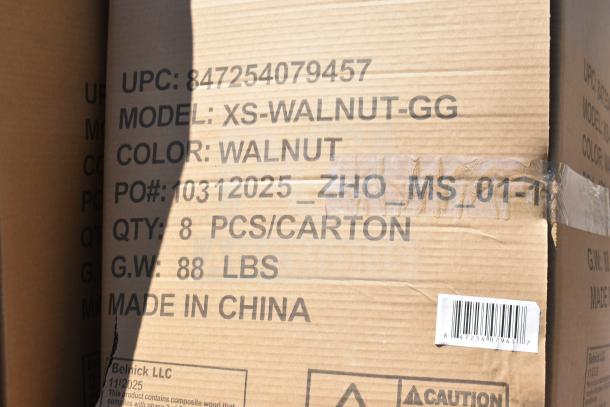 UPC: 847254079457
MODEL: XS-WALNUT-GG
COLOR: WALNUT
PO#:10312025_ZHO_MS_01-1
QTY: 8 PCS/CARTON
G.W: 88 LBS
MADE IN CHINA
Belnick LLC
11/2025
This product contains composite wood that
CAUTION